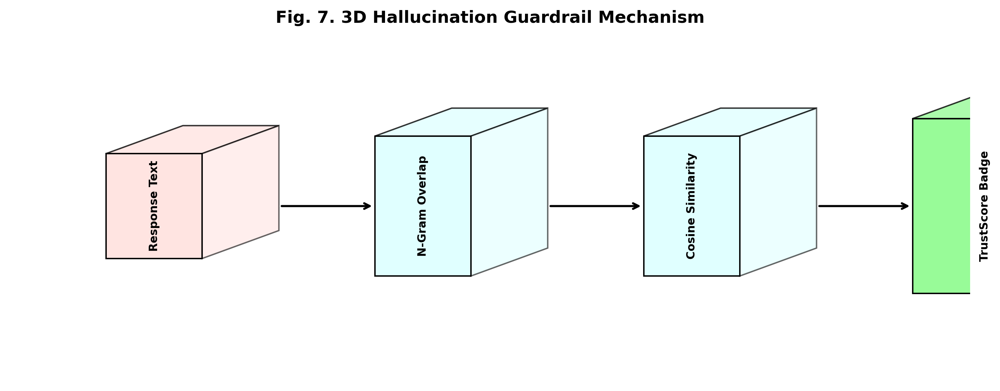 Fig. 7. 3D Hallucination Guardrail Mechanism
Response Text
N-Gram Overlap
Cosine Similarity
TrustScore Badge